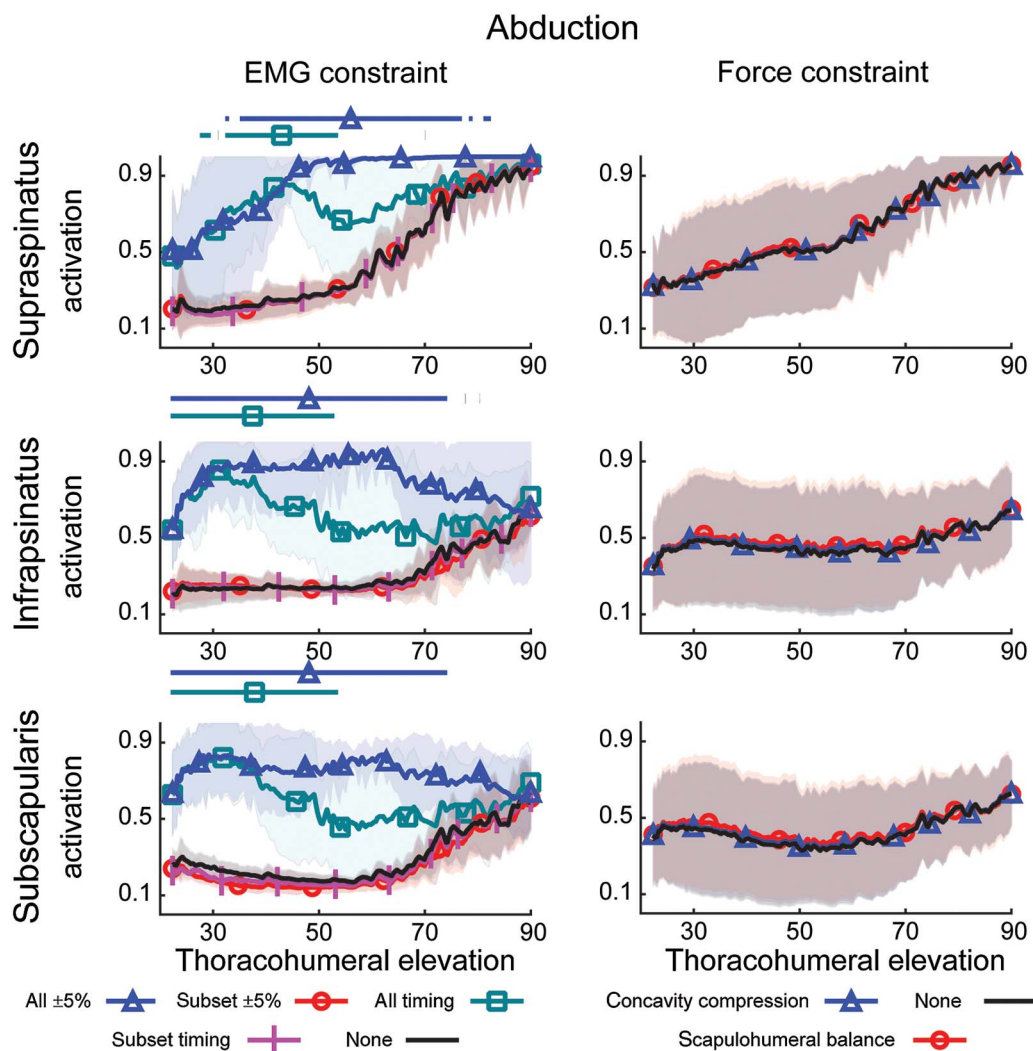 Abduction
EMG constraint
Force constraint
Supraspinatus
activation
0.9
0.5
0.1
30 50 70 90
0.9
0.5
0.1
30 50 70 90
Infrapsinatus
activation
0.9
0.5
0.1
30 50 70 90
0.9
0.5
0.1
30 50 70 90
Subscapularis
activation
0.9
0.5
0.1
30 50 70 90
0.9
0.5
0.1
30 50 70 90
Thoracohumeral elevation
Thoracohumeral elevation
All ±5% Subset ±5% All timing
Subset timing None
Concavity compression None
Scapulohumeral balance